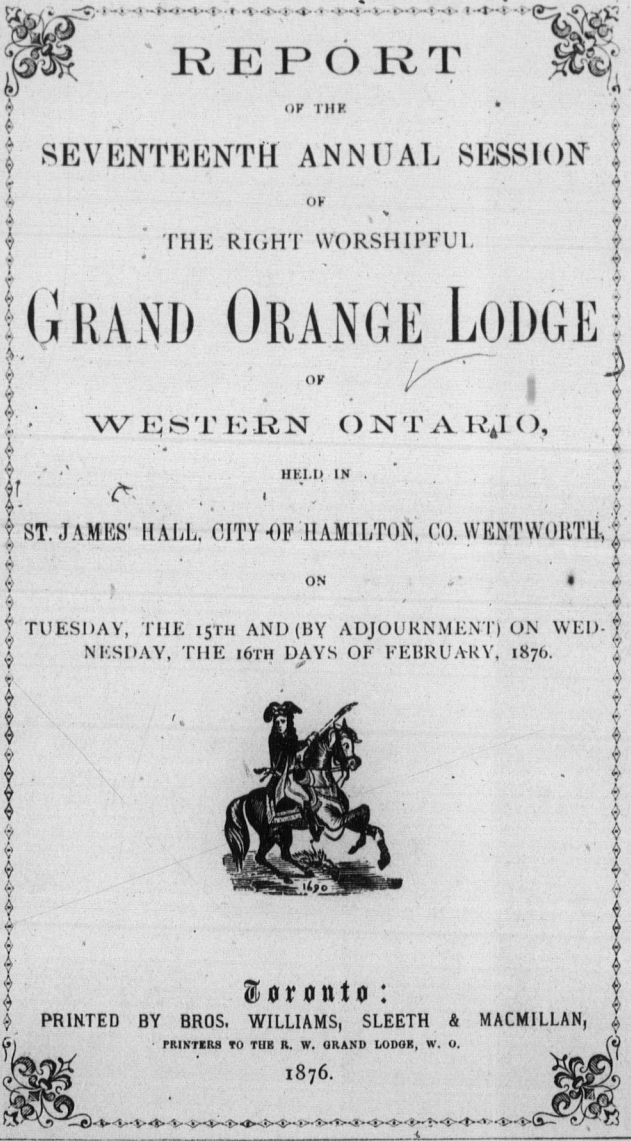 REPORT
OF THE
SEVENTEENTH ANNUAL SESSION
OF
THE RIGHT WORSHIPFUL
GRAND ORANGE LODGE
OF
WESTERN ONTARIO,
HELD IN
ST. JAMES' HALL, CITY OF HAMILTON, CO. WENTWORTH,
ON
TUESDAY, THE 15TH AND (BY ADJOURNMENT) ON WED-
NESDAY, THE 16TH DAYS OF FEBRUARY, 1876.
1690
Toronto:
PRINTED BY BROS. WILLIAMS, SLEETH & MACMILLAN,
PRINTERS TO THE R. W. GRAND LODGE, W. O.
1876.